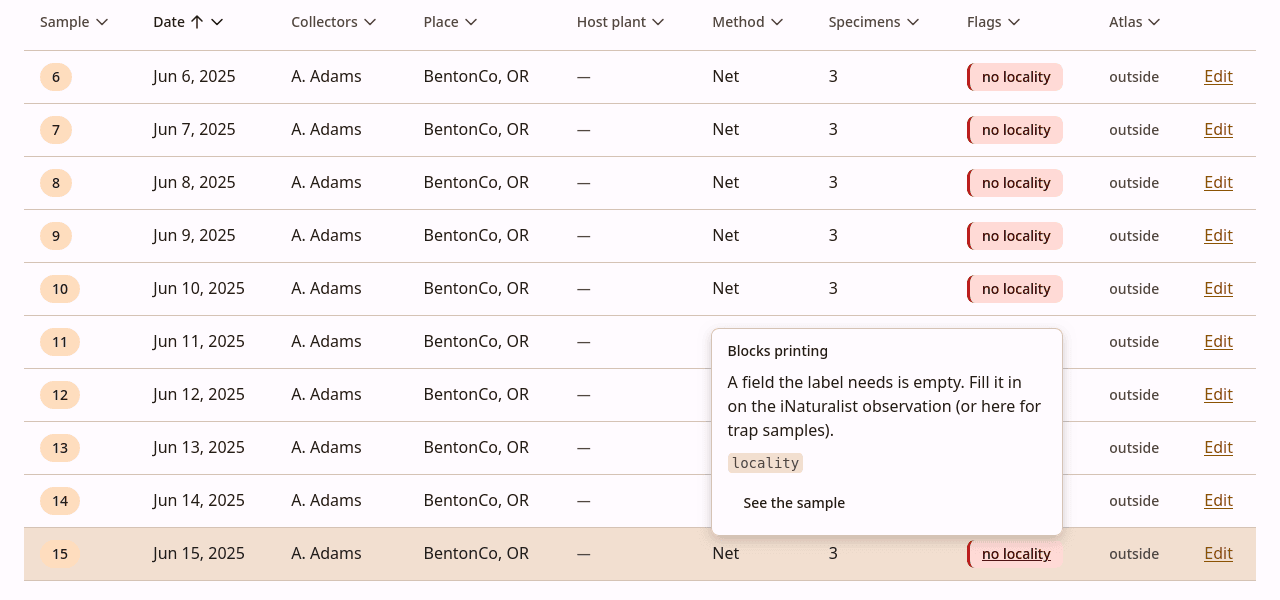 Sample Date Collectors Place Host plant Method Specimens Flags Atlas
6 Jun 6, 2025 A. Adams BentonCo, OR — Net 3 no locality outside Edit
7 Jun 7, 2025 A. Adams BentonCo, OR — Net 3 no locality outside Edit
8 Jun 8, 2025 A. Adams BentonCo, OR — Net 3 no locality outside Edit
9 Jun 9, 2025 A. Adams BentonCo, OR — Net 3 no locality outside Edit
10 Jun 10, 2025 A. Adams BentonCo, OR — Net 3 no locality outside Edit
11 Jun 11, 2025 A. Adams BentonCo, OR — outside Edit
12 Jun 12, 2025 A. Adams BentonCo, OR — outside Edit
13 Jun 13, 2025 A. Adams BentonCo, OR — outside Edit
14 Jun 14, 2025 A. Adams BentonCo, OR — outside Edit
Blocks printing
A field the label needs is empty. Fill it in
on the iNaturalist observation (or here for
trap samples).
locality
See the sample
15 Jun 15, 2025 A. Adams BentonCo, OR — Net 3 no locality outside Edit